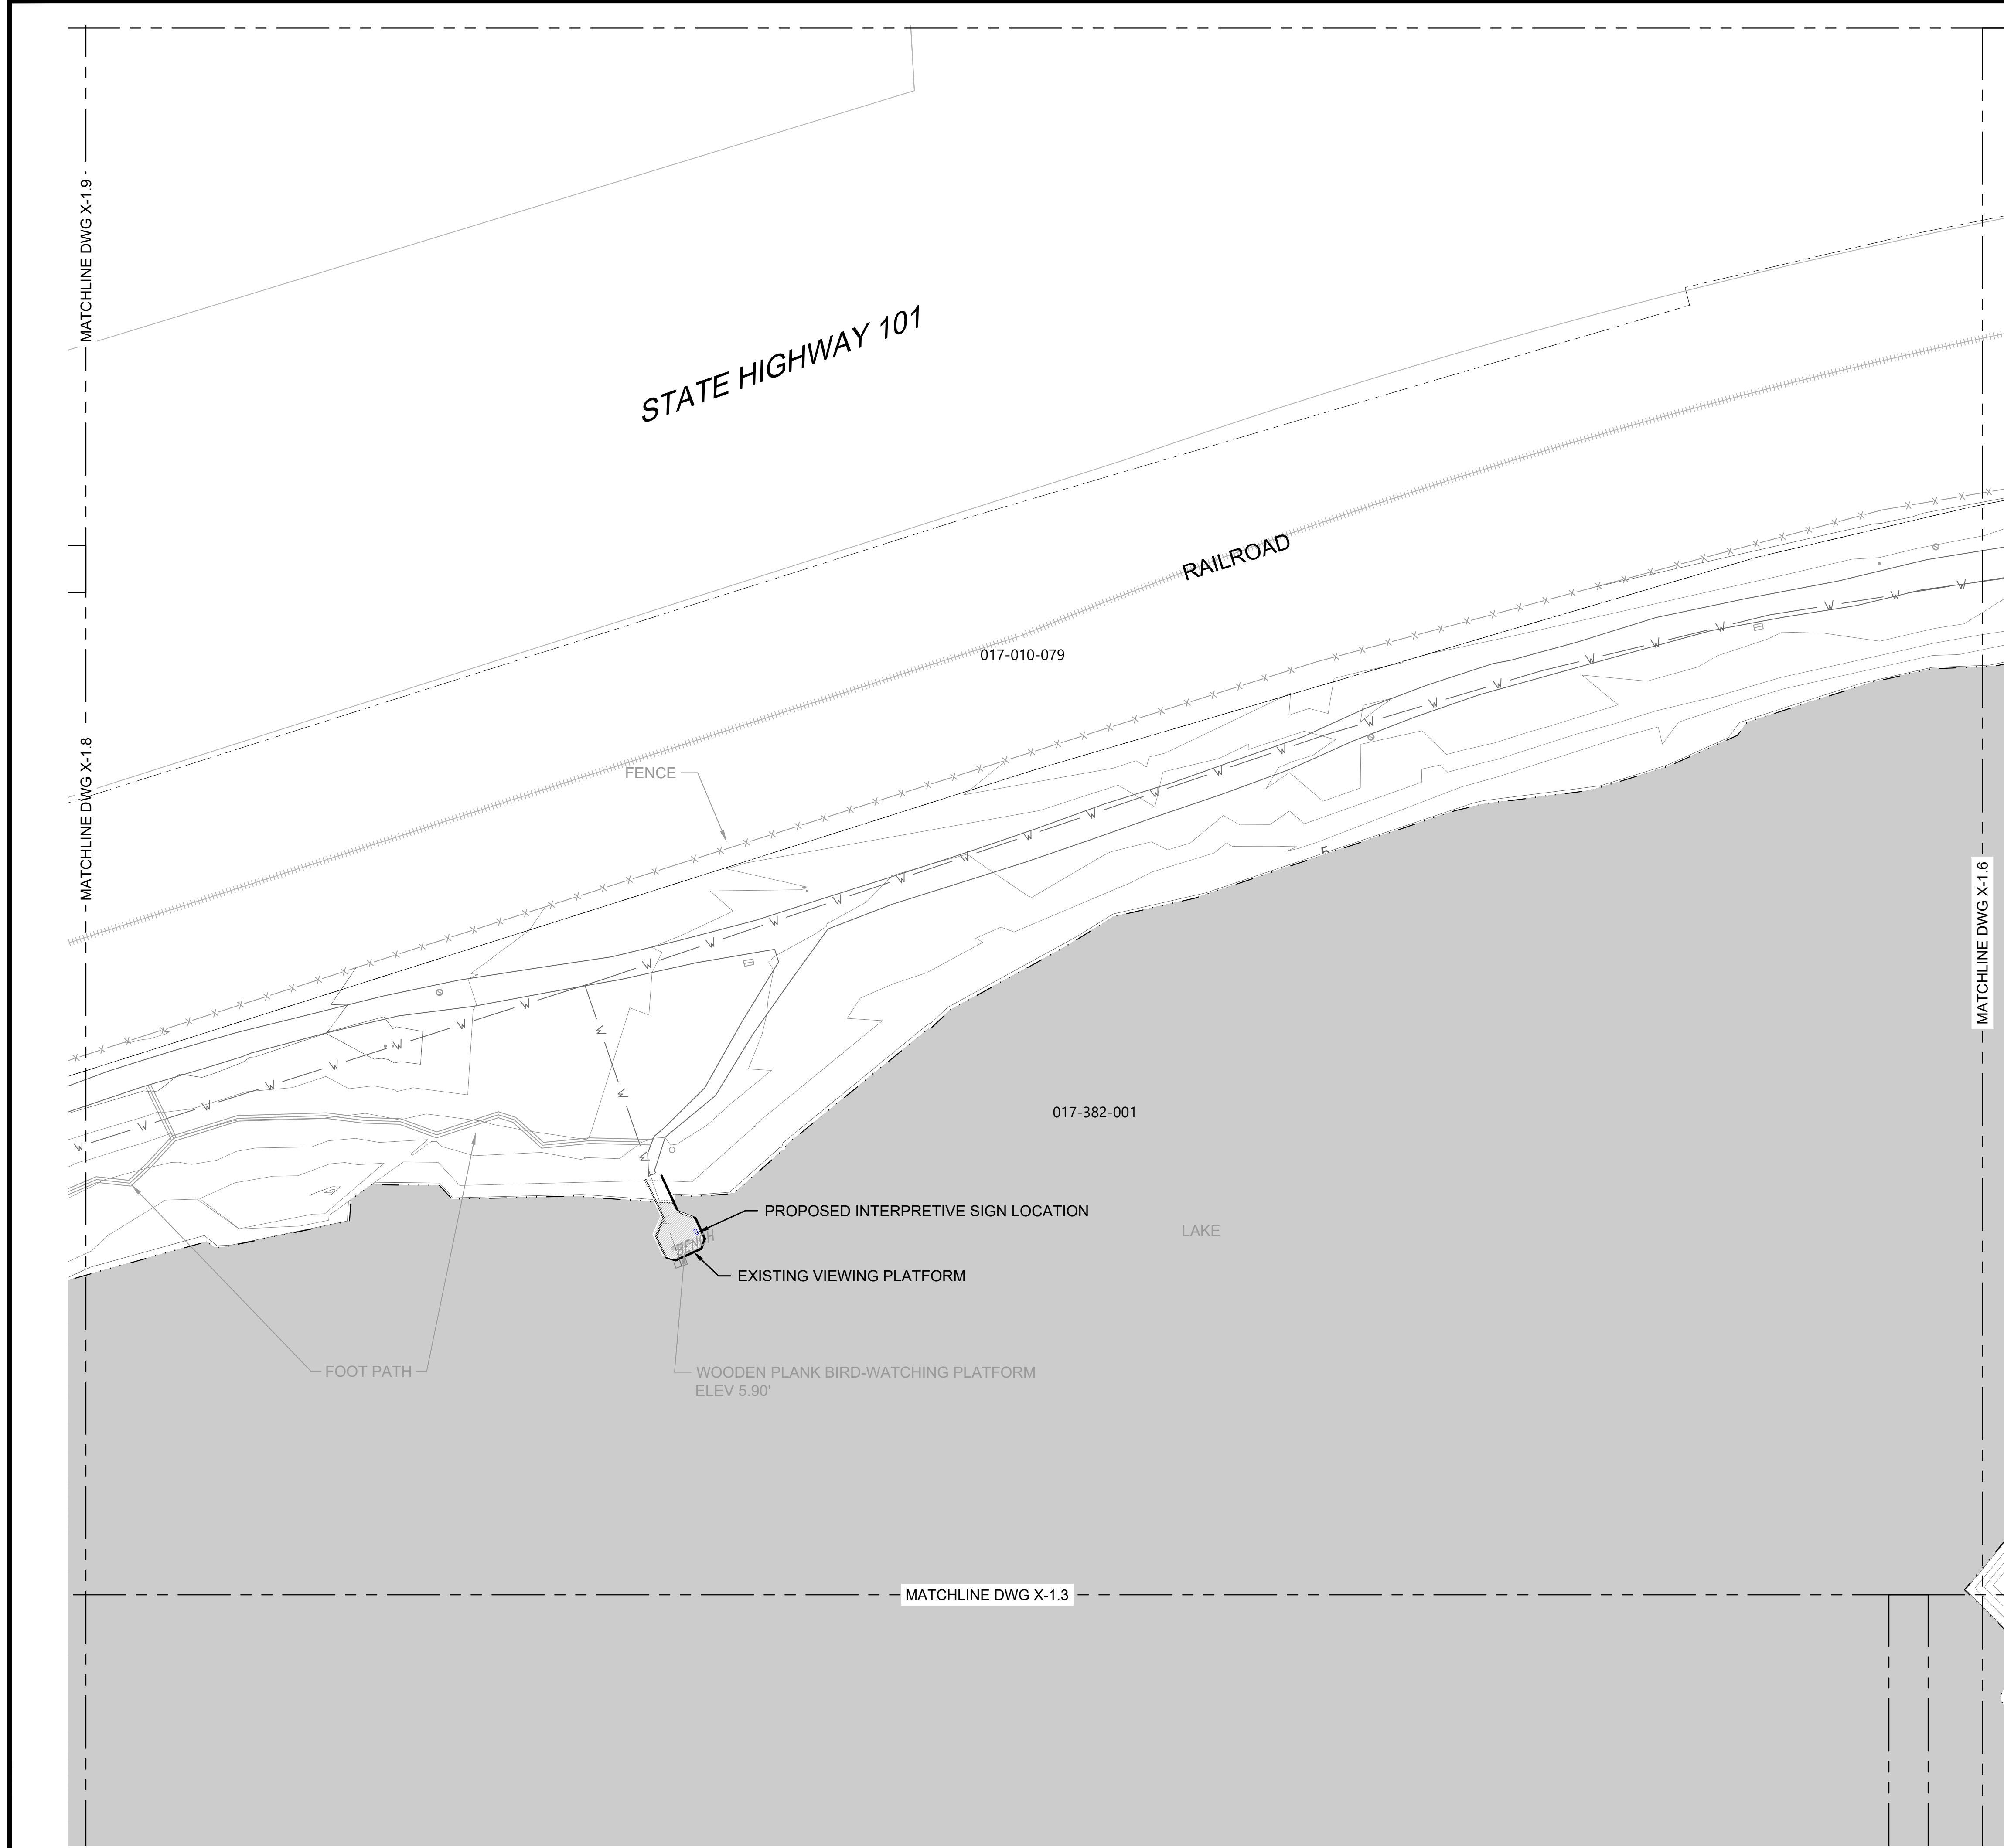 MATCHLINE DWG X-1.9
STATE HIGHWAY 101
RAILROAD
017-010-079
MATCHLINE DWG X-1.8
FENCE
5
MATCHLINE DWG X-1.6
W W W W W W W W W W W W W W W W W W W W W W W W W W W W W
W
W
W
017-382-001
PROPOSED INTERPRETIVE SIGN LOCATION
LAKE
BENCH
EXISTING VIEWING PLATFORM
FOOT PATH
WOODEN PLANK BIRD-WATCHING PLATFORM
ELEV 5.90'
MATCHLINE DWG X-1.3